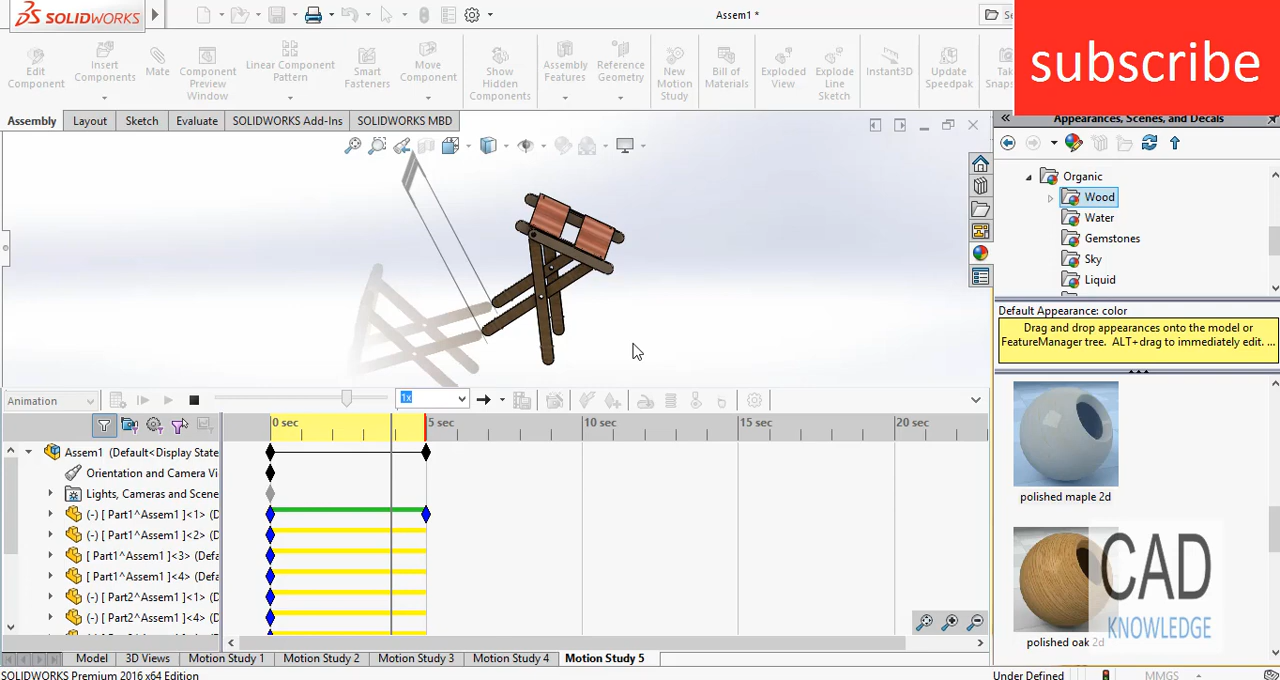 SOLIDWORKS
Assem1 *
Se
subscribe
Edit Component
Insert Components
Mate
Component Preview Window
Linear Component Pattern
Smart Fasteners
Move Component
Show Hidden Components
Assembly Features
Reference Geometry
New Motion Study
Bill of Materials
Exploded View
Explode Line Sketch
Instant3D
Update Speedpak
Tak Snaps
Assembly
Layout
Sketch
Evaluate
SOLIDWORKS Add-Ins
SOLIDWORKS MBD
Appearances, Scenes, and Decals
Organic
Wood
Water
Gemstones
Sky
Liquid
Default Appearance: color
Drag and drop appearances onto the model or
FeatureManager tree. ALT+drag to immediately edit. ...
polished maple 2d
polished oak 2d
CAD
KNOWLEDGE
Animation
1x
0 sec
5 sec
10 sec
15 sec
20 sec
Assem1 (Default<Display State
Orientation and Camera Vi
Lights, Cameras and Scene
(-) [ Part1^Assem1 ]<1> (D
(-) [ Part1^Assem1 ]<2> (D
[ Part1^Assem1 ]<3> (Defa
[ Part1^Assem1 ]<4> (Defa
(-) [ Part2^Assem1 ]<1> (D
(-) [ Part2^Assem1 ]<4> (D
Model
3D Views
Motion Study 1
Motion Study 2
Motion Study 3
Motion Study 4
Motion Study 5
SOLIDWORKS Premium 2016 x64 Edition
Under Defined
MMGS